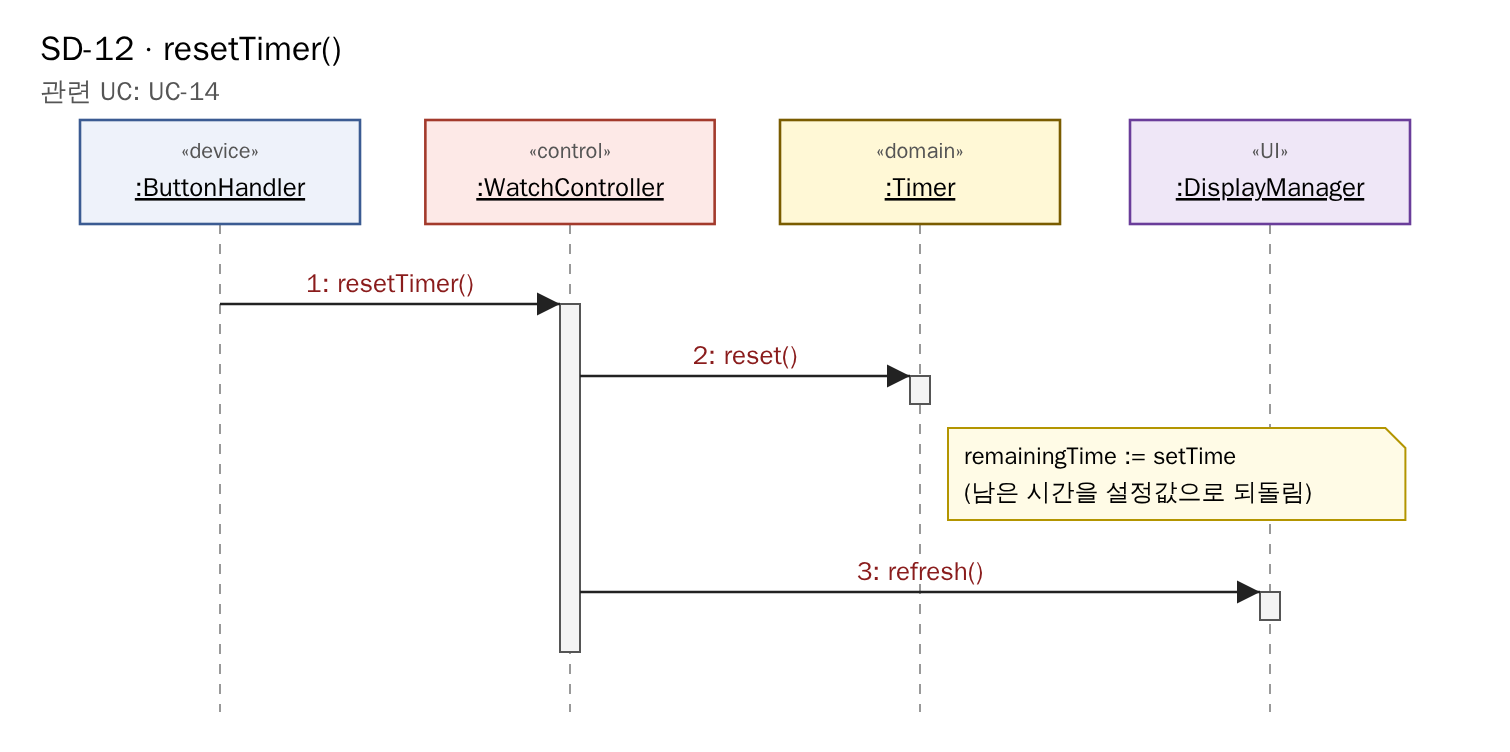 SD-12 · resetTimer()
관련 UC: UC-14
«device»
:ButtonHandler
«control»
:WatchController
«domain»
:Timer
«UI»
:DisplayManager
1: resetTimer()
2: reset()
remainingTime := setTime
(남은 시간을 설정값으로 되돌림)
3: refresh()